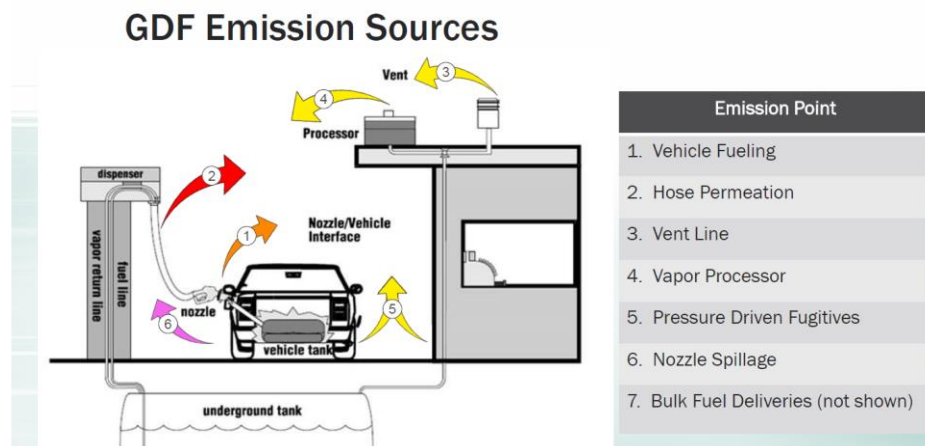 GDF Emission Sources
Vent
3
4
Processor
dispenser
2
Nozzle/Vehicle
Interface
1
vapor return line
fuel line
nozzle
5
6
vehicle tank
underground tank
Emission Point
1. Vehicle Fueling
2. Hose Permeation
3. Vent Line
4. Vapor Processor
5. Pressure Driven Fugitives
6. Nozzle Spillage
7. Bulk Fuel Deliveries (not shown)